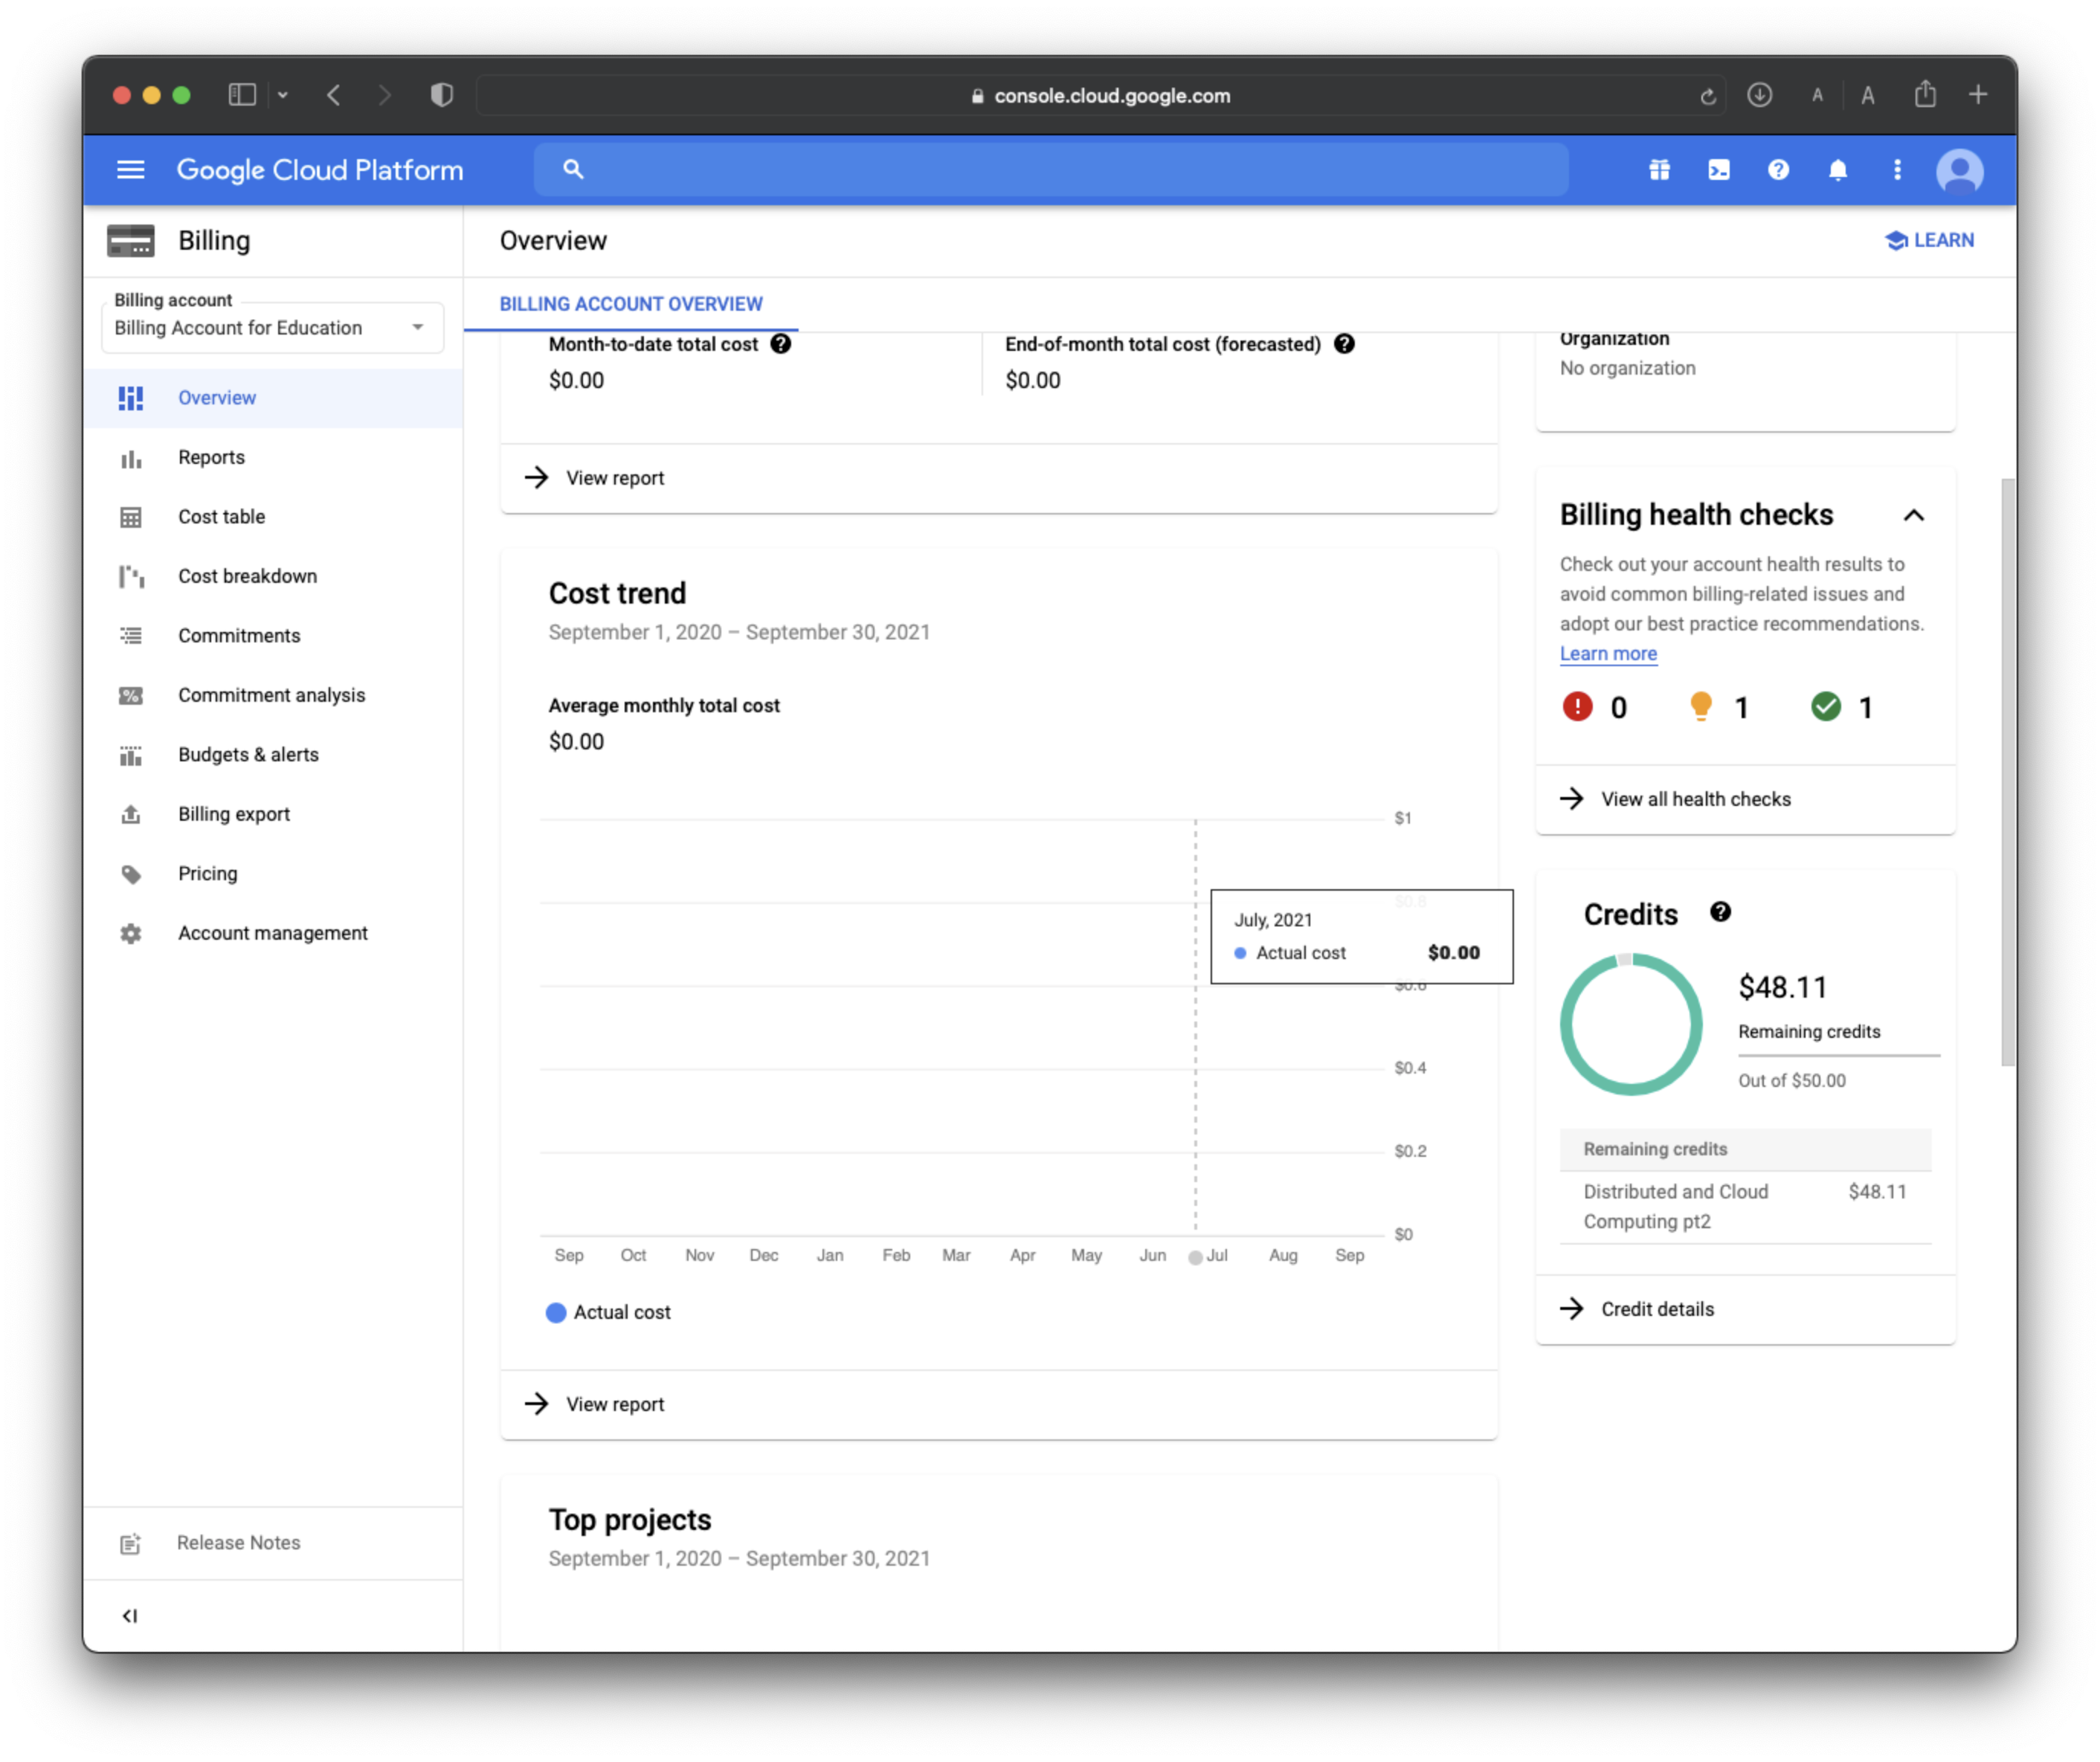 console.cloud.google.com
A A
Google Cloud Platform
Billing
Overview
LEARN
Billing account
Billing Account for Education
BILLING ACCOUNT OVERVIEW
Overview
Reports
Cost table
Cost breakdown
Commitments
Commitment analysis
Budgets & alerts
Billing export
Pricing
Account management
Release Notes
Month-to-date total cost
$0.00
End-of-month total cost (forecasted)
$0.00
View report
Cost trend
September 1, 2020 – September 30, 2021
Average monthly total cost
$0.00
$1
$0.8
July, 2021
Actual cost $0.00
$0.6
$0.4
$0.2
$0
Sep Oct Nov Dec Jan Feb Mar Apr May Jun Jul Aug Sep
Actual cost
View report
Top projects
September 1, 2020 – September 30, 2021
Organization
No organization
Billing health checks
Check out your account health results to
avoid common billing-related issues and
adopt our best practice recommendations.
Learn more
0 1 1
View all health checks
Credits
$48.11
Remaining credits
Out of $50.00
Remaining credits
Distributed and Cloud $48.11
Computing pt2
Credit details